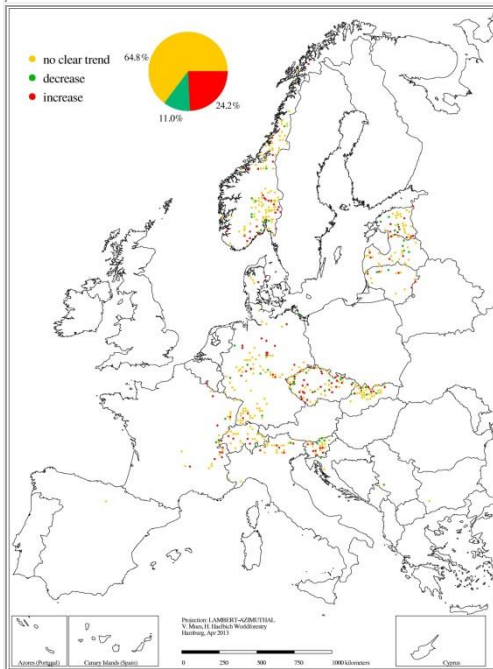 64.8%
no clear trend
decrease
increase
11.0%
24.2%
Projection: LAMBERT-AZIMUTHAL
V. Mues, H. Haelbich Worldforestry
Hamburg, Apr 2013
Azores (Portugal)
Canary Islands (Spain)
0 250 500 750 1000 kilometers
Cyprus